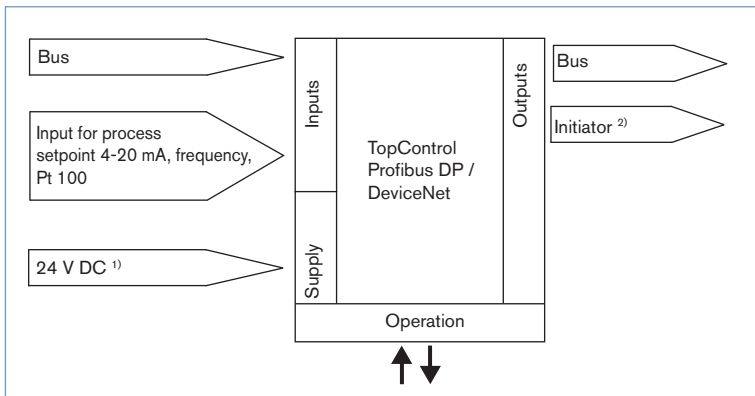 Bus
Input for process
setpoint 4-20 mA, frequency,
Pt 100
24 V DC 1)
Inputs
Supply
TopControl
Profibus DP /
DeviceNet
Outputs
Operation
Bus
Initiator 2)